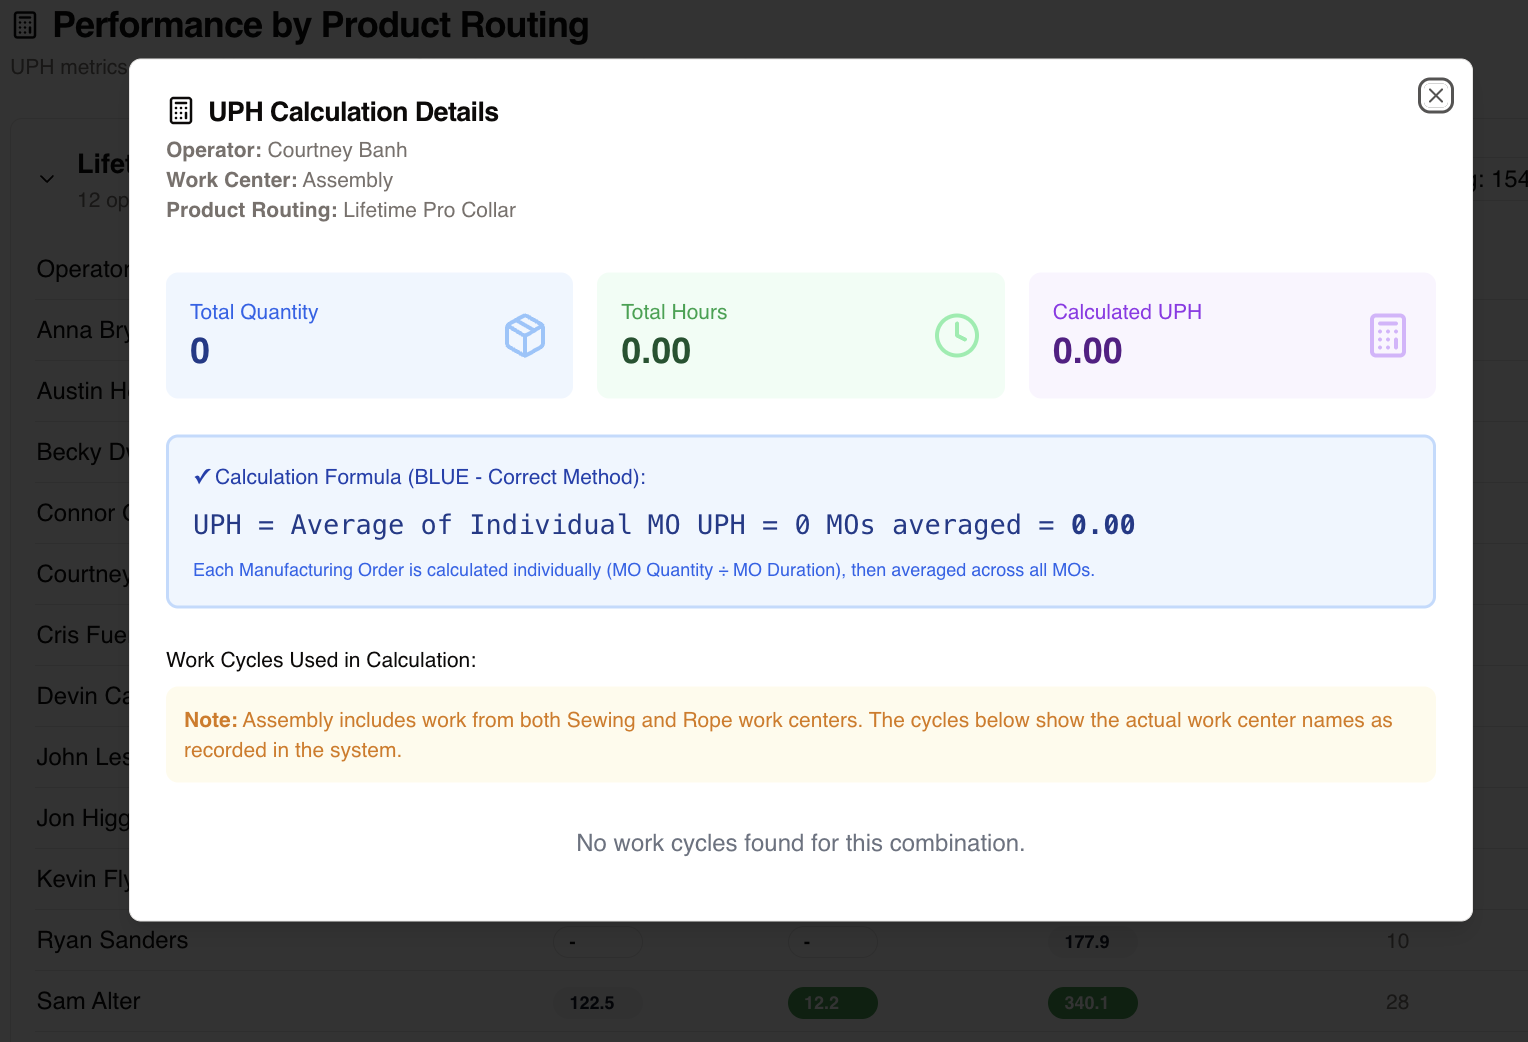 Performance by Product Routing
UPH metrics
UPH Calculation Details
Operator: Courtney Banh
Work Center: Assembly
Product Routing: Lifetime Pro Collar
12 op
: 154
Total Quantity
0
Total Hours
0.00
Calculated UPH
0.00
✓ Calculation Formula (BLUE - Correct Method):
UPH = Average of Individual MO UPH = 0 MOs averaged = 0.00
Each Manufacturing Order is calculated individually (MO Quantity ÷ MO Duration), then averaged across all MOs.
Work Cycles Used in Calculation:
Note: Assembly includes work from both Sewing and Rope work centers. The cycles below show the actual work center names as
recorded in the system.
No work cycles found for this combination.
Operator
Anna Bry
Austin H
Becky D
Connor
Courtney
Cris Fue
Devin Ca
John Les
Jon Higg
Kevin Fly
Ryan Sanders - - 177.9 10
Sam Alter 122.5 12.2 340.1 28